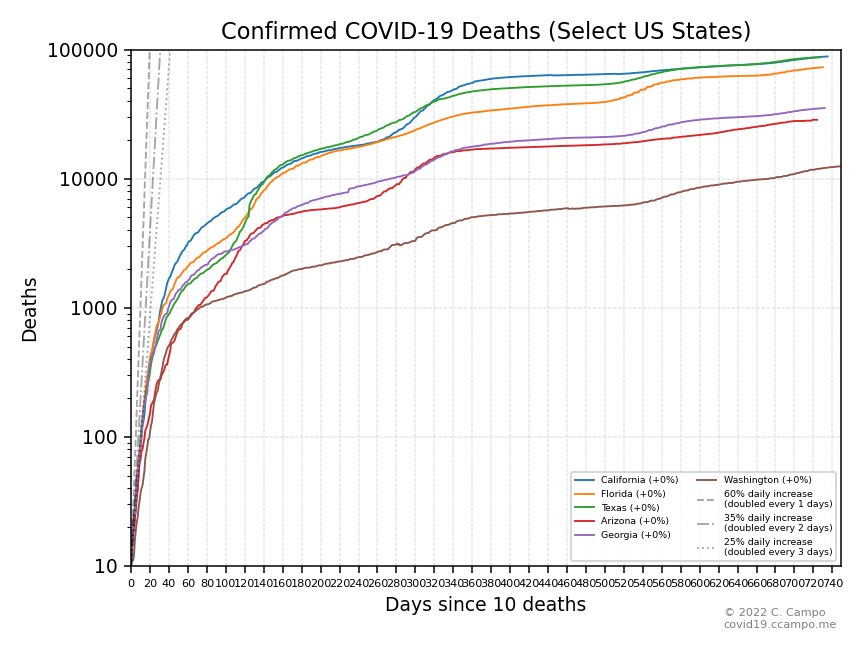 Confirmed COVID-19 Deaths (Select US States)
100000
10000
1000
100
10
Deaths
0 20 40 60 80 100 120 140 160 180 200 220 240 260 280 300 320 340 360 380 400 420 440 460 480 500 520 540 560 580 600 620 640 660 680 700 720 740
Days since 10 deaths
California (+0%)
Florida (+0%)
Texas (+0%)
Arizona (+0%)
Georgia (+0%)
Washington (+0%)
60% daily increase
(doubled every 1 days)
35% daily increase
(doubled every 2 days)
25% daily increase
(doubled every 3 days)
© 2022 C. Campo
covid19.ccampo.me